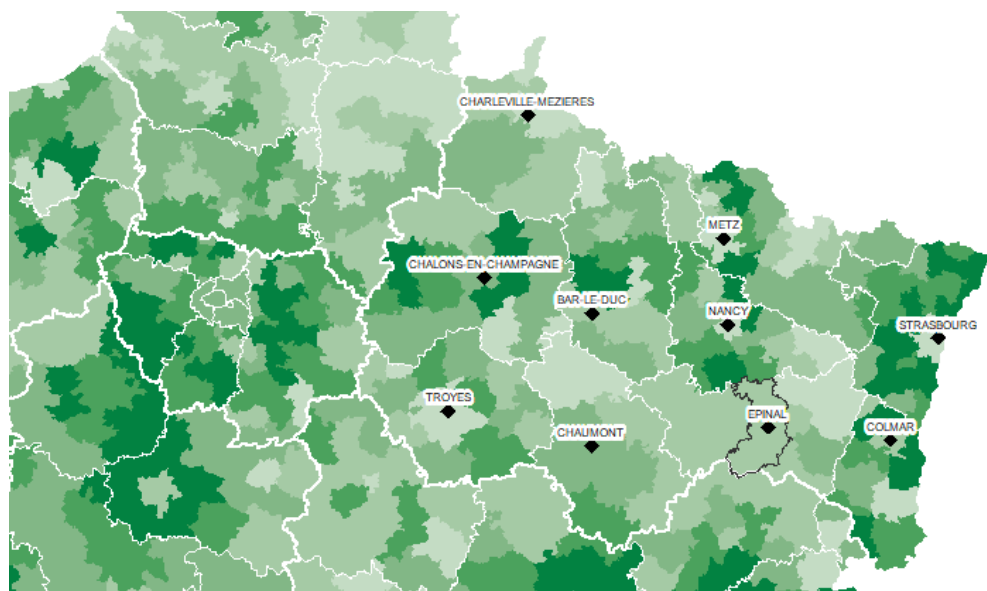 CHARLEVILLE-MEZIERES
METZ
CHALONS-EN-CHAMPAGNE
BAR-LE-DUC
NANCY
STRASBOURG
TROYES
EPINAL
CHAUMONT
COLMAR